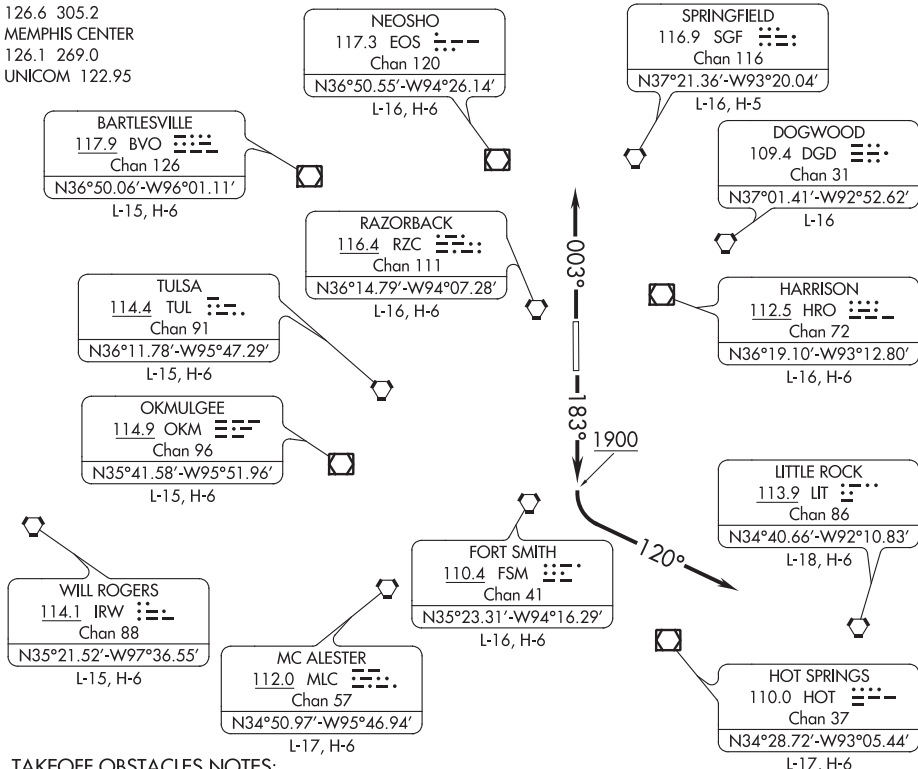 126.6 305.2
MEMPHIS CENTER
126.1 269.0
UNICOM 122.95
NEOSHO
117.3 EOS
Chan 120
N36°50.55′-W94°26.14′
L-16, H-6
SPRINGFIELD
116.9 SGF
Chan 116
N37°21.36′-W93°20.04′
L-16, H-5
BARTLESVILLE
117.9 BVO
Chan 126
N36°50.06′-W96°01.11′
L-15, H-6
DOGWOOD
109.4 DGD
Chan 31
N37°01.41′-W92°52.62′
L-16
RAZORBACK
116.4 RZC
Chan 111
N36°14.79′-W94°07.28′
L-16, H-6
003°
TULSA
114.4 TUL
Chan 91
N36°11.78′-W95°47.29′
L-15, H-6
HARRISON
112.5 HRO
Chan 72
N36°19.10′-W93°12.80′
L-16, H-6
183°
OKMULGEE
114.9 OKM
Chan 96
N35°41.58′-W95°51.96′
L-15, H-6
1900
LITTLE ROCK
113.9 LIT
Chan 86
N34°40.66′-W92°10.83′
L-18, H-6
120°
FORT SMITH
110.4 FSM
Chan 41
N35°23.31′-W94°16.29′
L-16, H-6
WILL ROGERS
114.1 IRW
Chan 88
N35°21.52′-W97°36.55′
L-15, H-6
MC ALESTER
112.0 MLC
Chan 57
N34°50.97′-W95°46.94′
L-17, H-6
HOT SPRINGS
110.0 HOT
Chan 37
N34°28.72′-W93°05.44′
L-17, H-6
TAKEOFF OBSTACLES NOTES: